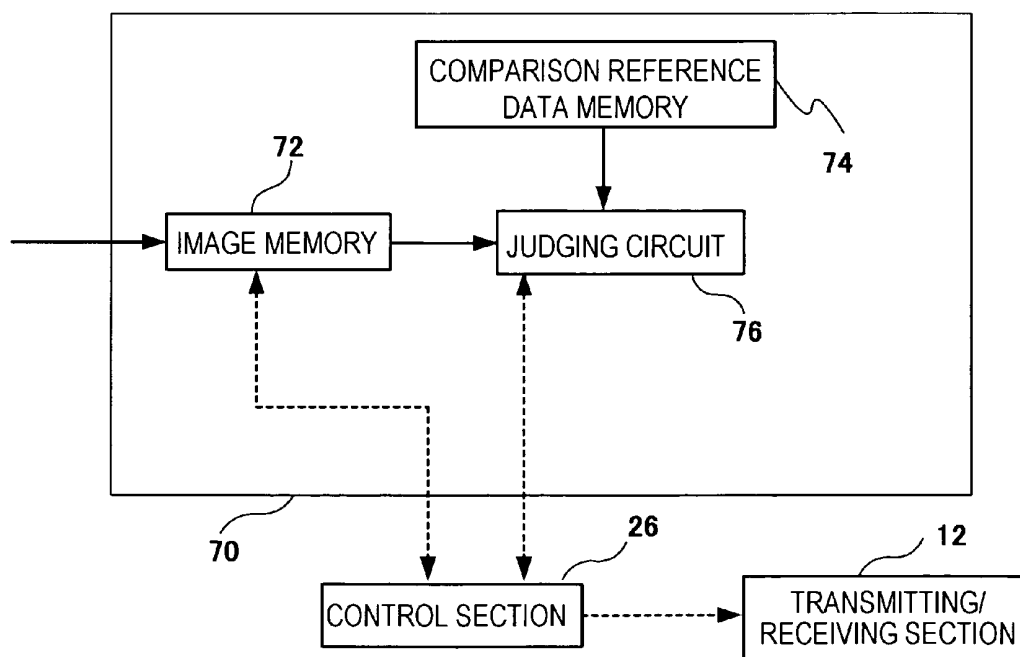 COMPARISON REFERENCE
DATA MEMORY
74
72
IMAGE MEMORY
JUDGING CIRCUIT
76
70
26
12
CONTROL SECTION
TRANSMITTING/
RECEIVING SECTION